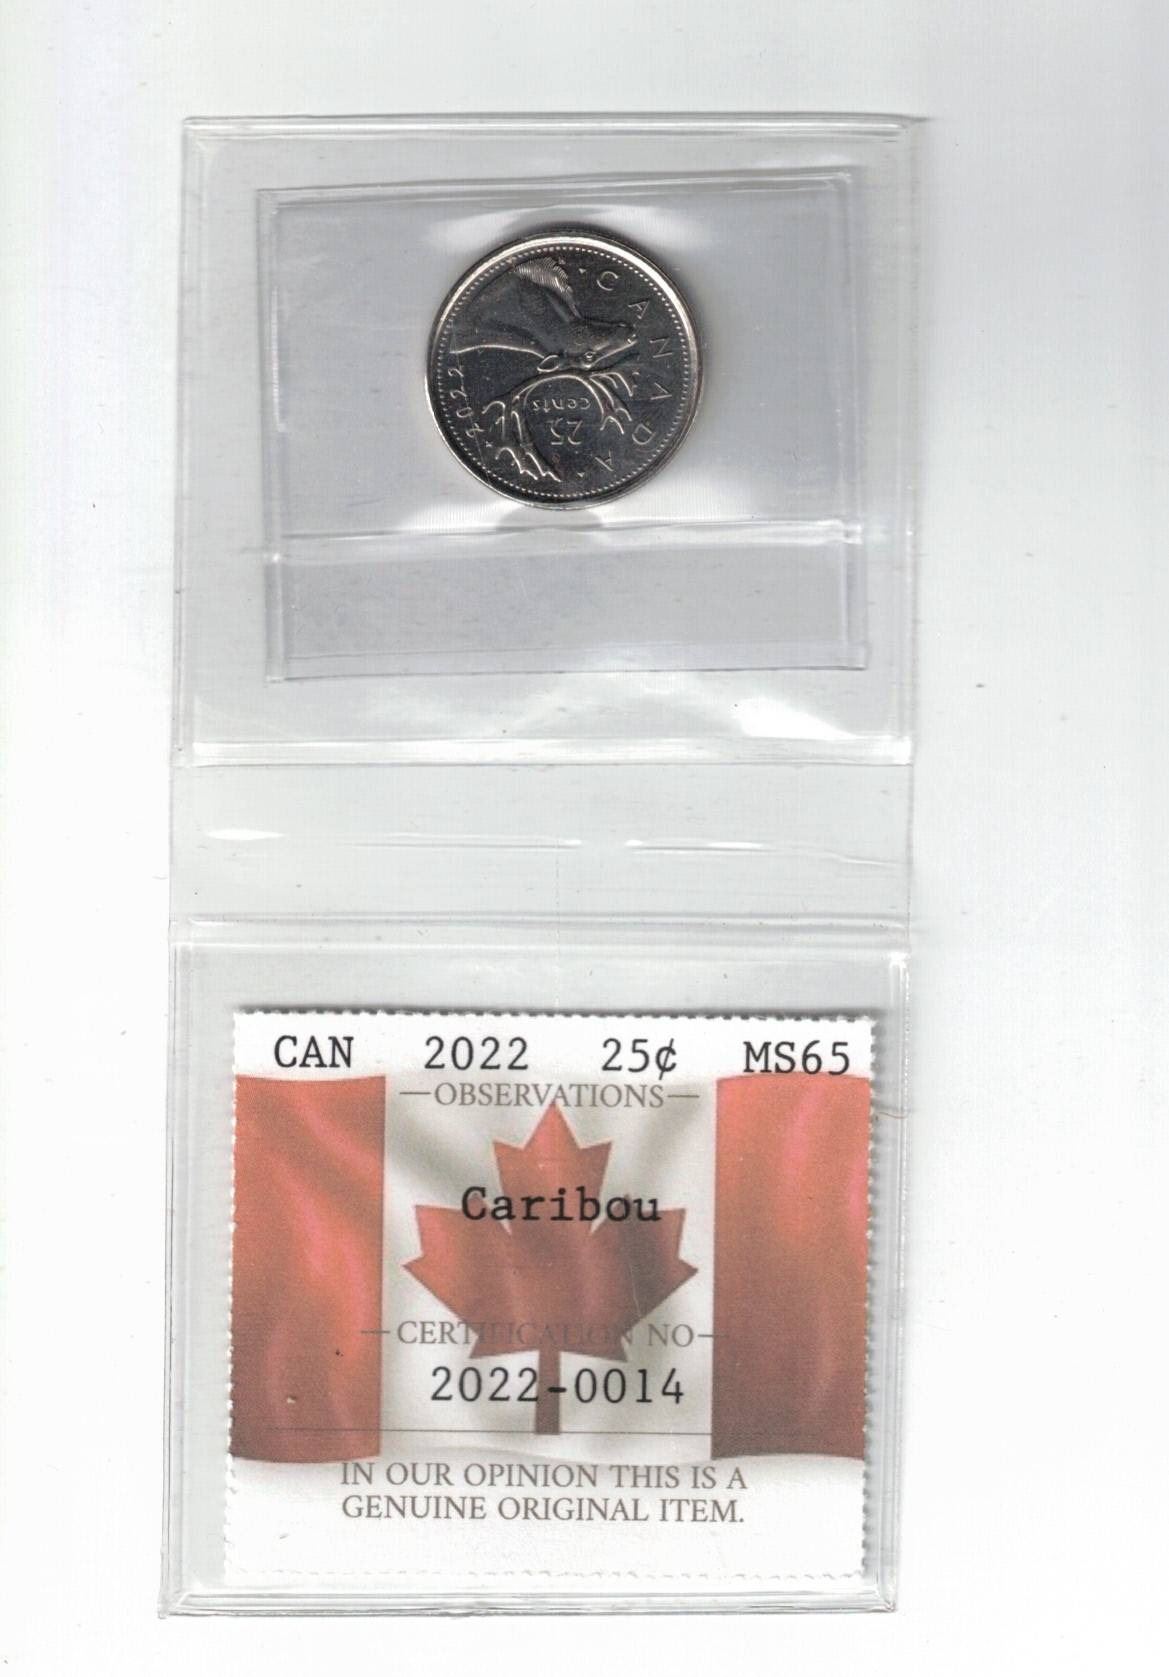 CANADA
2022
25
cents
CAN 2022 25¢ MS65
OBSERVATIONS
Caribou
CERTIFICATION NO
2022-0014
IN OUR OPINION THIS IS A
GENUINE ORIGINAL ITEM.